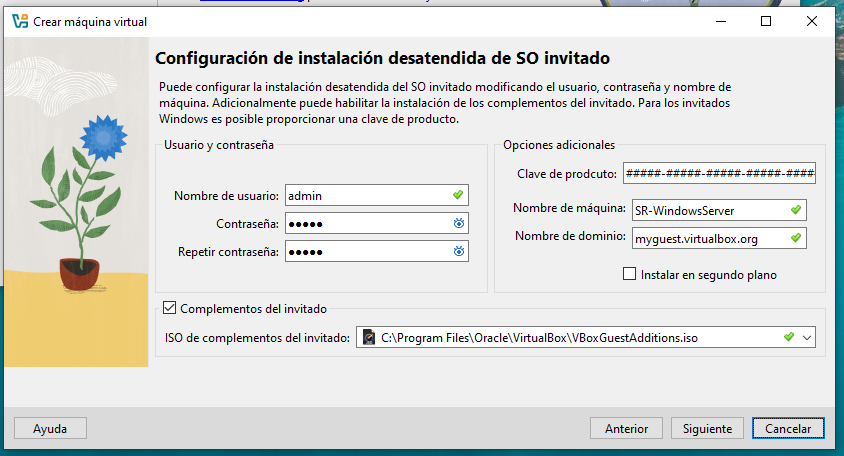 Crear máquina virtual
Configuración de instalación desatendida de SO invitado
Puede configurar la instalación desatendida del SO invitado modificando el usuario, contraseña y nombre de
máquina. Adicionalmente puede habilitar la instalación de los complementos del invitado. Para los invitados
Windows es posible proporcionar una clave de producto.
Usuario y contraseña
Nombre de usuario: admin
Contraseña: ●●●●●
Repetir contraseña: ●●●●●
Opciones adicionales
Clave de prodcuto: #####-#####-#####-#####-####
Nombre de máquina: SR-WindowsServer
Nombre de dominio: myguest.virtualbox.org
Instalar en segundo plano
Complementos del invitado
ISO de complementos del invitado: C:\Program Files\Oracle\VirtualBox\VBoxGuestAdditions.iso
Ayuda
Anterior
Siguiente
Cancelar